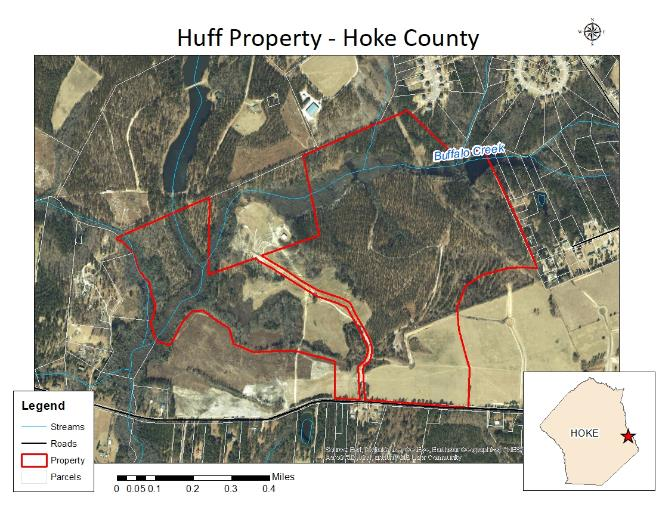 Huff Property - Hoke County
Buffalo Creek
Legend
Streams
Roads
Property
Parcels
0 0.05 0.1 0.2 0.3 0.4 Miles
HOKE